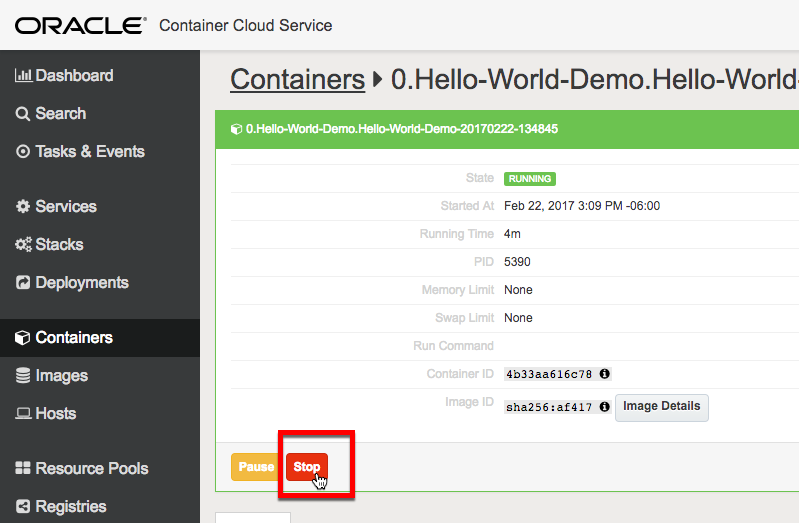 ORACLE® Container Cloud Service
Dashboard
Search
Tasks & Events
Services
Stacks
Deployments
Containers
Images
Hosts
Resource Pools
Registries
Containers 0.Hello-World-Demo.Hello-World-
0.Hello-World-Demo.Hello-World-Demo-20170222-134845
State RUNNING
Started At Feb 22, 2017 3:09 PM -06:00
Running Time 4m
PID 5390
Memory Limit None
Swap Limit None
Run Command
Container ID 4b33aa616c78
Image ID sha256:af417 Image Details
Pause Stop